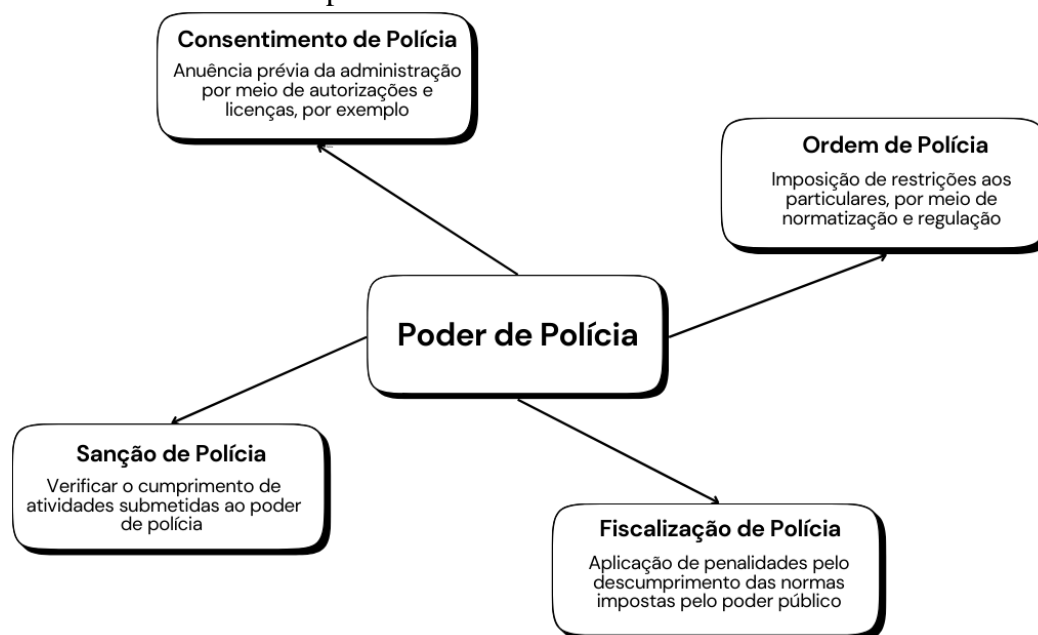 Consentimento de Polícia
Anuência prévia da administração
por meio de autorizações e
licenças, por exemplo
Ordem de Polícia
Imposição de restrições aos
particulares, por meio de
normatização e regulação
Poder de Polícia
Sanção de Polícia
Verificar o cumprimento de
atividades submetidas ao poder
de polícia
Fiscalização de Polícia
Aplicação de penalidades pelo
descumprimento das normas
impostas pelo poder público